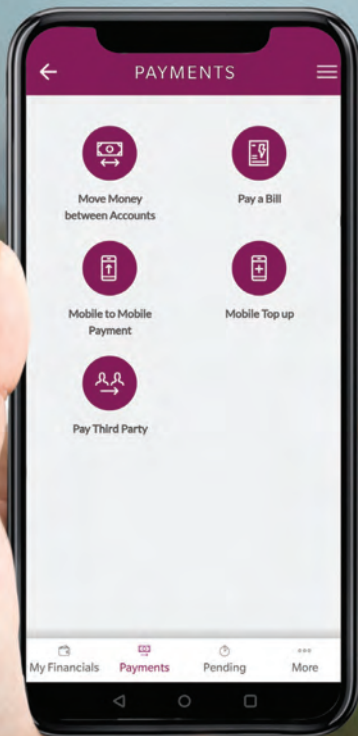 PAYMENTS
Move Money
between Accounts
Pay a Bill
Mobile to Mobile
Payment
Mobile Top up
Pay Third Party
My Financials
Payments
Pending
More